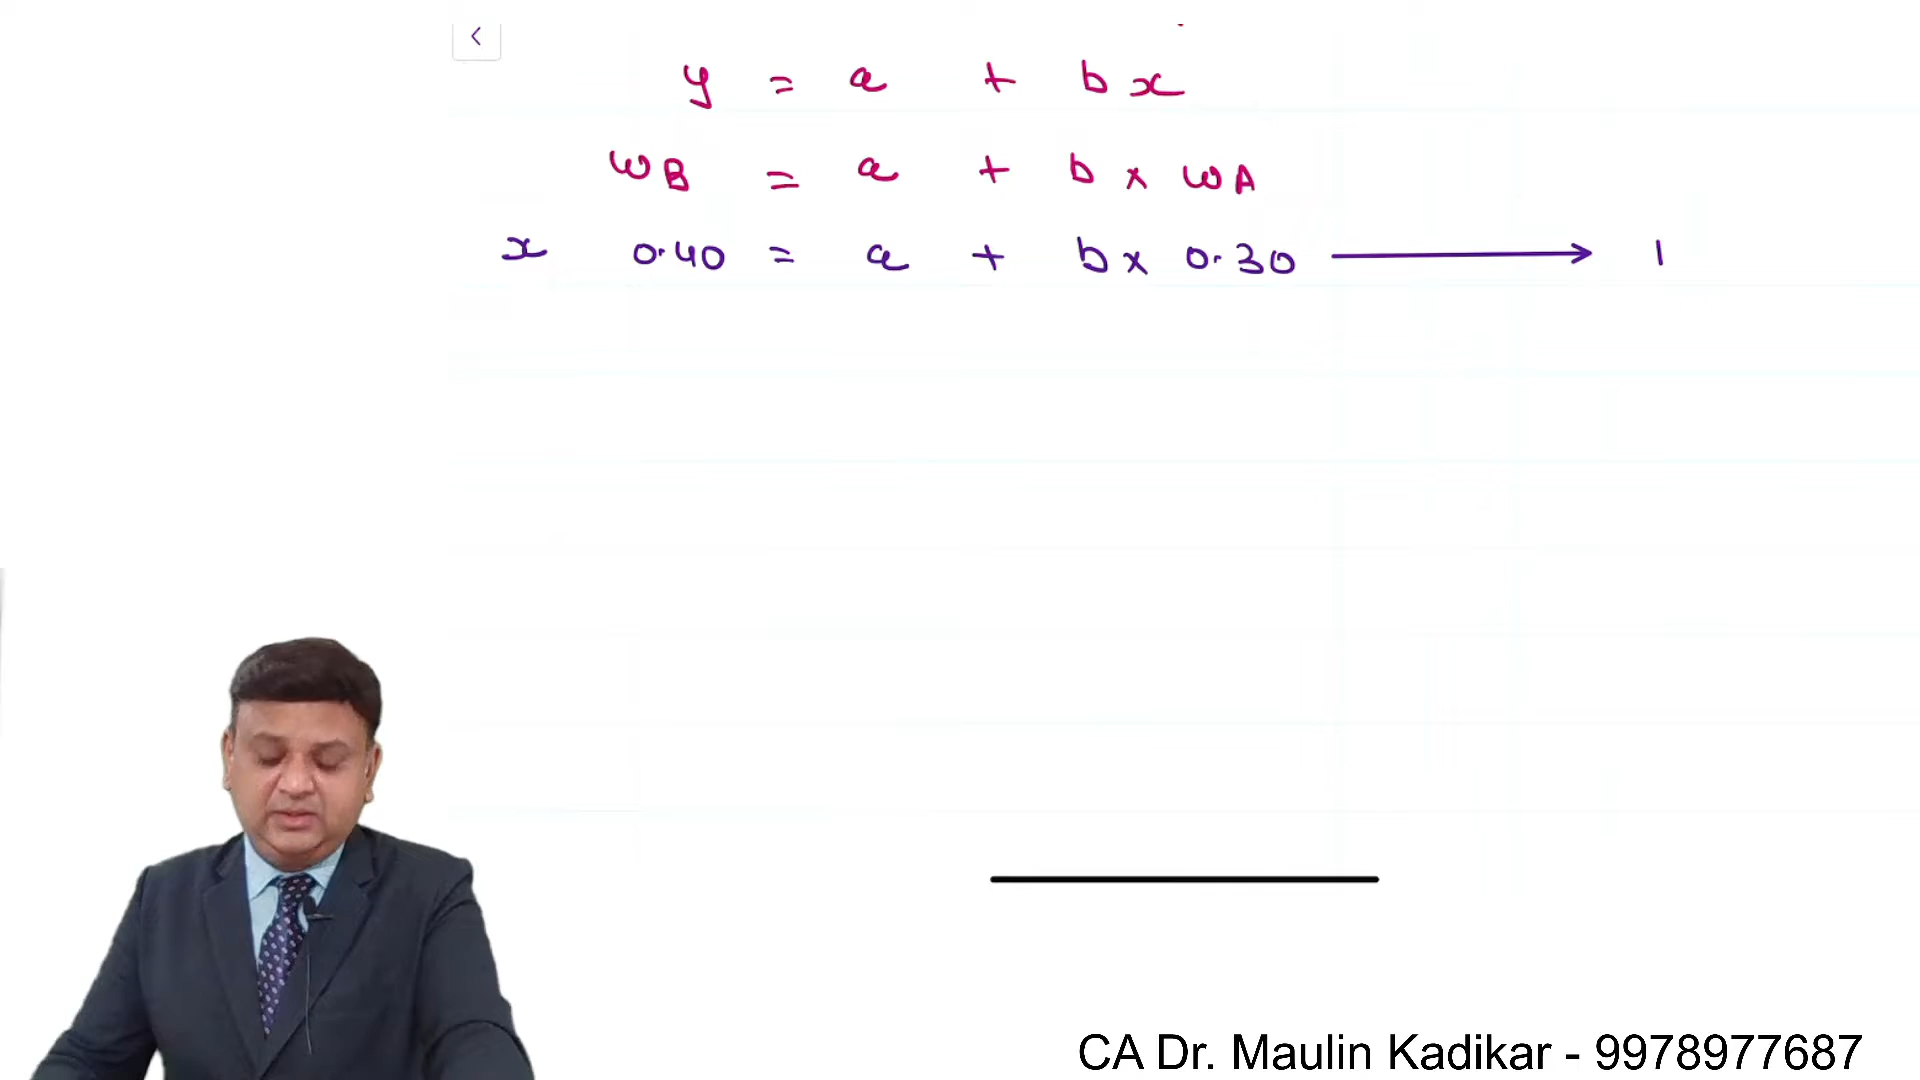 y = a + bx
WB = a + b × WA
x 0.40 = a + b × 0.30 → 1
CA Dr. Maulin Kadikar - 9978977687